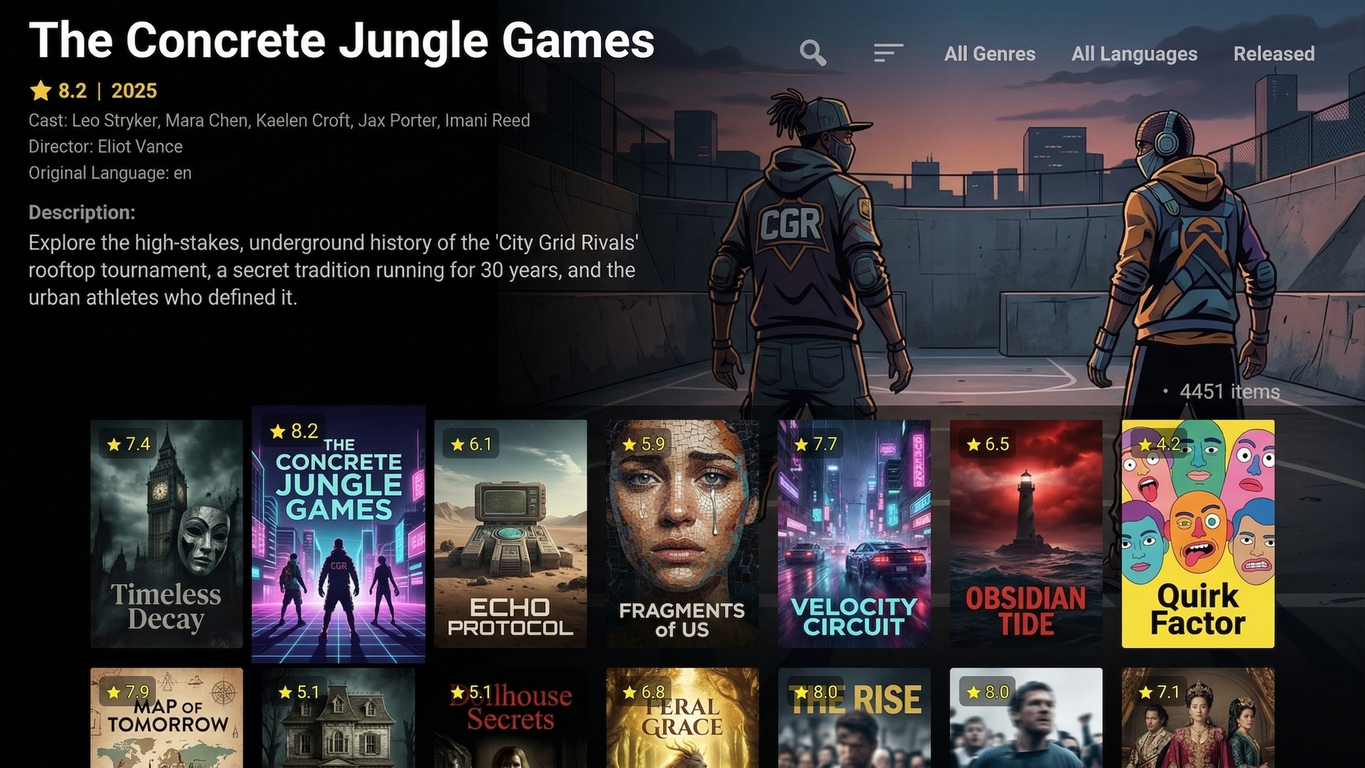 The Concrete Jungle Games
All Genres
All Languages
Released
8.2 | 2025
Cast: Leo Stryker, Mara Chen, Kaelen Croft, Jax Porter, Imani Reed
Director: Eliot Vance
Original Language: en
Description:
Explore the high-stakes, underground history of the 'City Grid Rivals'
rooftop tournament, a secret tradition running for 30 years, and the
urban athletes who defined it.
CGR
• 4451 items
7.4
Timeless
Decay
8.2
THE
CONCRETE
JUNGLE
GAMES
CGR
6.1
ECHO
PROTOCOL
5.9
FRAGMENTS
of US
7.7
VELOCITY
CIRCUIT
6.5
OBSIDIAN
TIDE
4.2
Quirk
Factor
7.9
MAP OF
TOMORROW
5.1
5.1
Dollhouse
Secrets
6.8
FERAL
GRACE
8.0
THE RISE
8.0
7.1